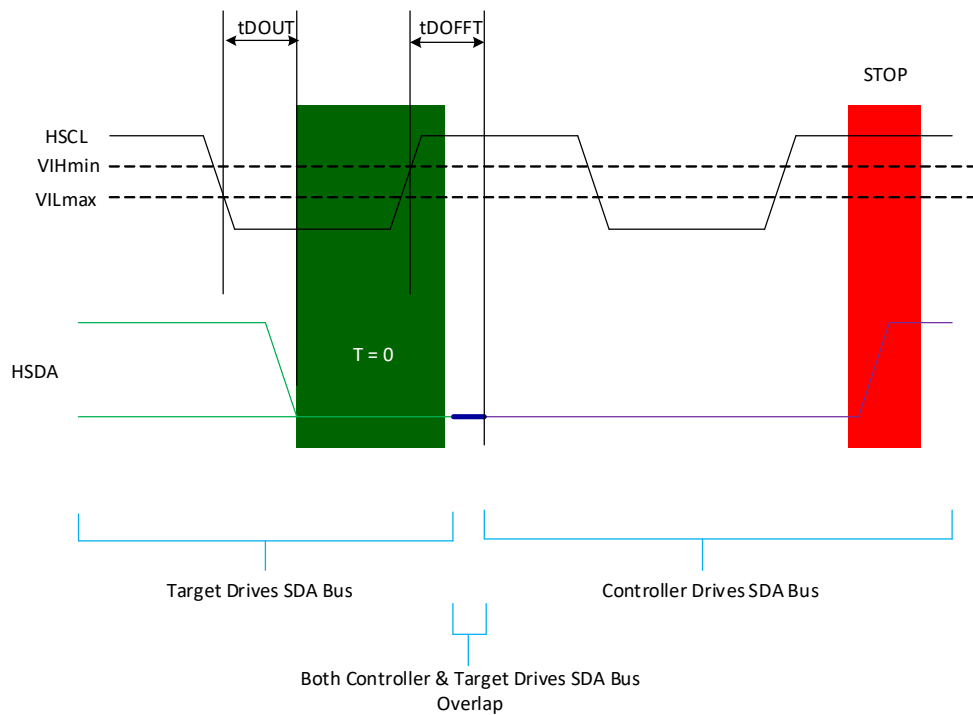 tDOUT
tDOFFT
STOP
HSCL
VIHmin
VILmax
T = 0
HSDA
Target Drives SDA Bus
Controller Drives SDA Bus
Both Controller & Target Drives SDA Bus
Overlap